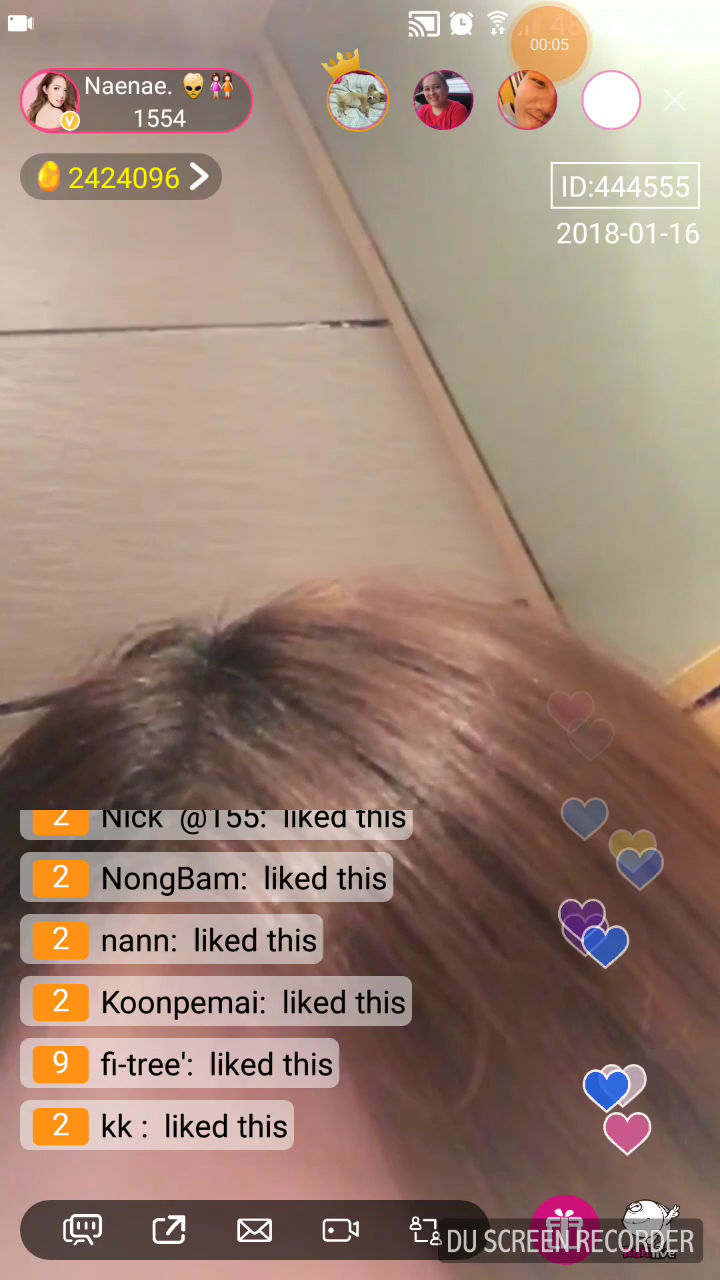 00:05
Naenae. 👽👭
1554
2424096
ID:444555
2018-01-16
2 Nick @155: liked this
2 NongBam: liked this
2 nann: liked this
2 Koonpemai: liked this
9 fi-tree': liked this
2 kk : liked this
DU SCREEN RECORDER